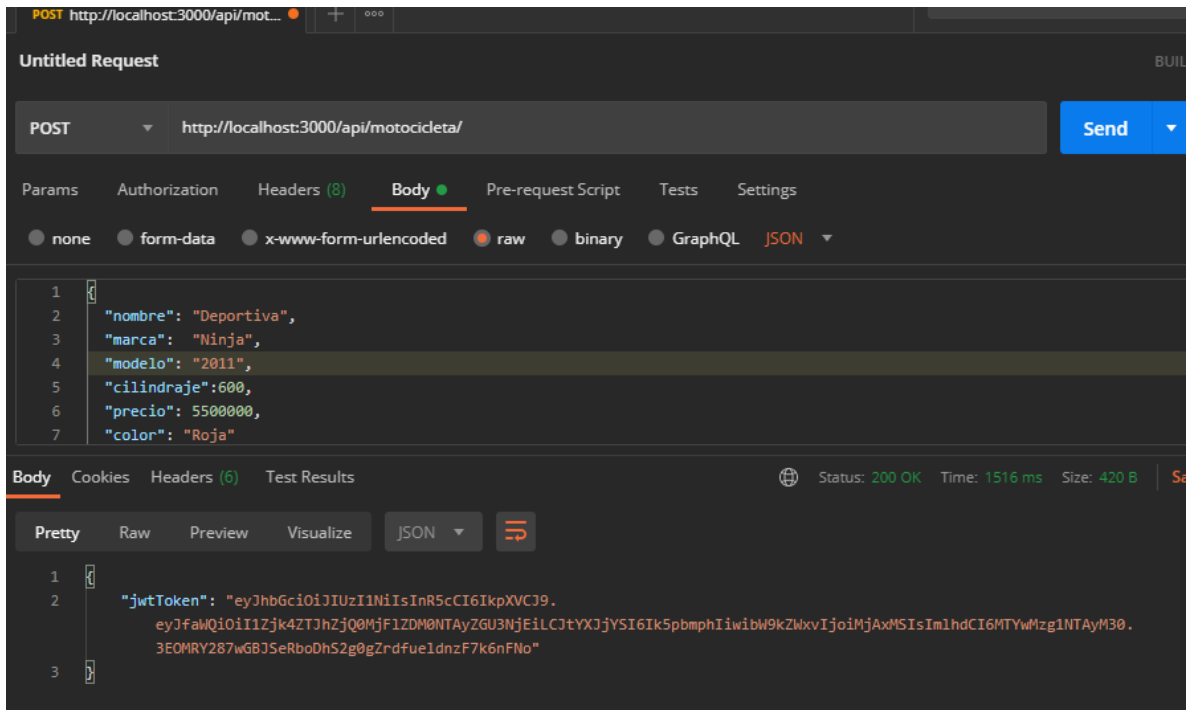 POST http://localhost:3000/api/mot...
Untitled Request
BUIL
POST http://localhost:3000/api/motocicleta/ Send
Params Authorization Headers (8) Body Pre-request Script Tests Settings
none form-data x-www-form-urlencoded raw binary GraphQL JSON
1 {
2 "nombre": "Deportiva",
3 "marca": "Ninja",
4 "modelo": "2011",
5 "cilindraje":600,
6 "precio": 5500000,
7 "color": "Roja"
Body Cookies Headers (6) Test Results Status: 200 OK Time: 1516 ms Size: 420 B Sa
Pretty Raw Preview Visualize JSON
1 {
2 "jwtToken": "eyJhbGciOiJIUzI1NiIsInR5cCI6IkpXVCJ9.
eyJfaWQiOiI1Zjk4ZTJhZjQ0MjF1ZDM0NTAyZGU3NjEiLCJtYXJjYSI6Ik5pbmphIiwibW9kZWxvIjoiMjAxMSIsImlhdCI6MTYwMzg1NTAyM30.
3EOMRY287wGBJSeRboDhS2g0gZrdfueldnzF7k6nFNo"
3 }